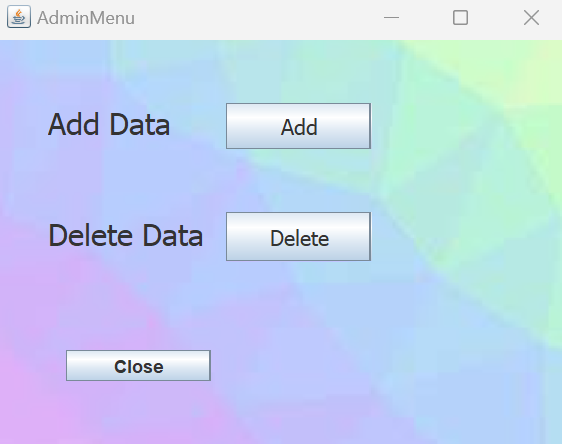 AdminMenu
Add Data
Add
Delete Data
Delete
Close